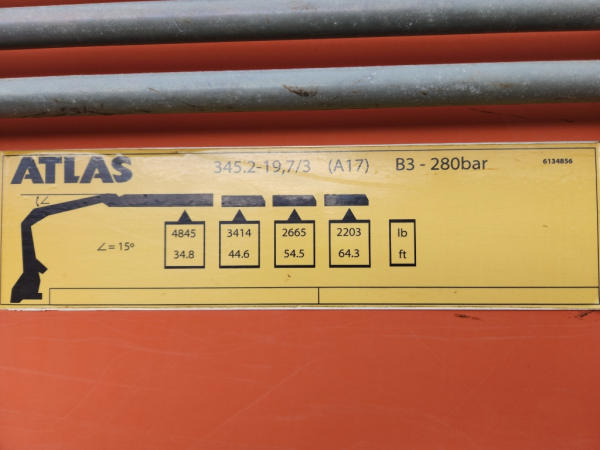 ATLAS 345.2-19,7/3 (A17) B3 - 280bar 6134856
∠
4845 3414 2665 2203 lb
∠ = 15º
34.8 44.6 54.5 64.3 ft